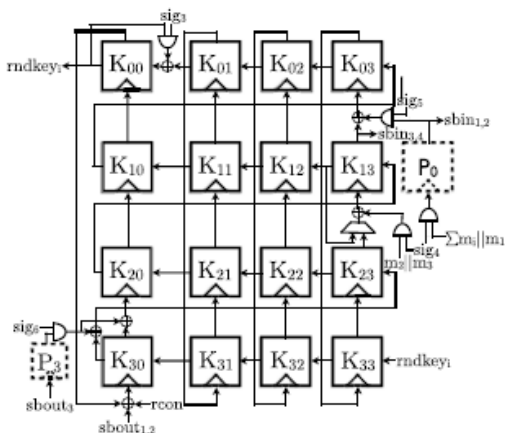 sig₃
K₀₀ K₀₁ K₀₂ K₀₃
rndkeyᵢ
sig₅
sbin₁,₂
sbin₃,₄
K₁₀ K₁₁ K₁₂ K₁₃ P₀
∑mᵢ||m₁
sig₄
m₂||m₃
K₂₀ K₂₁ K₂₂ K₂₃
sig₆
P₃
K₃₀ K₃₁ K₃₂ K₃₃ rndkeyᵢ
sbout₃
rcon
sbout₁,₂